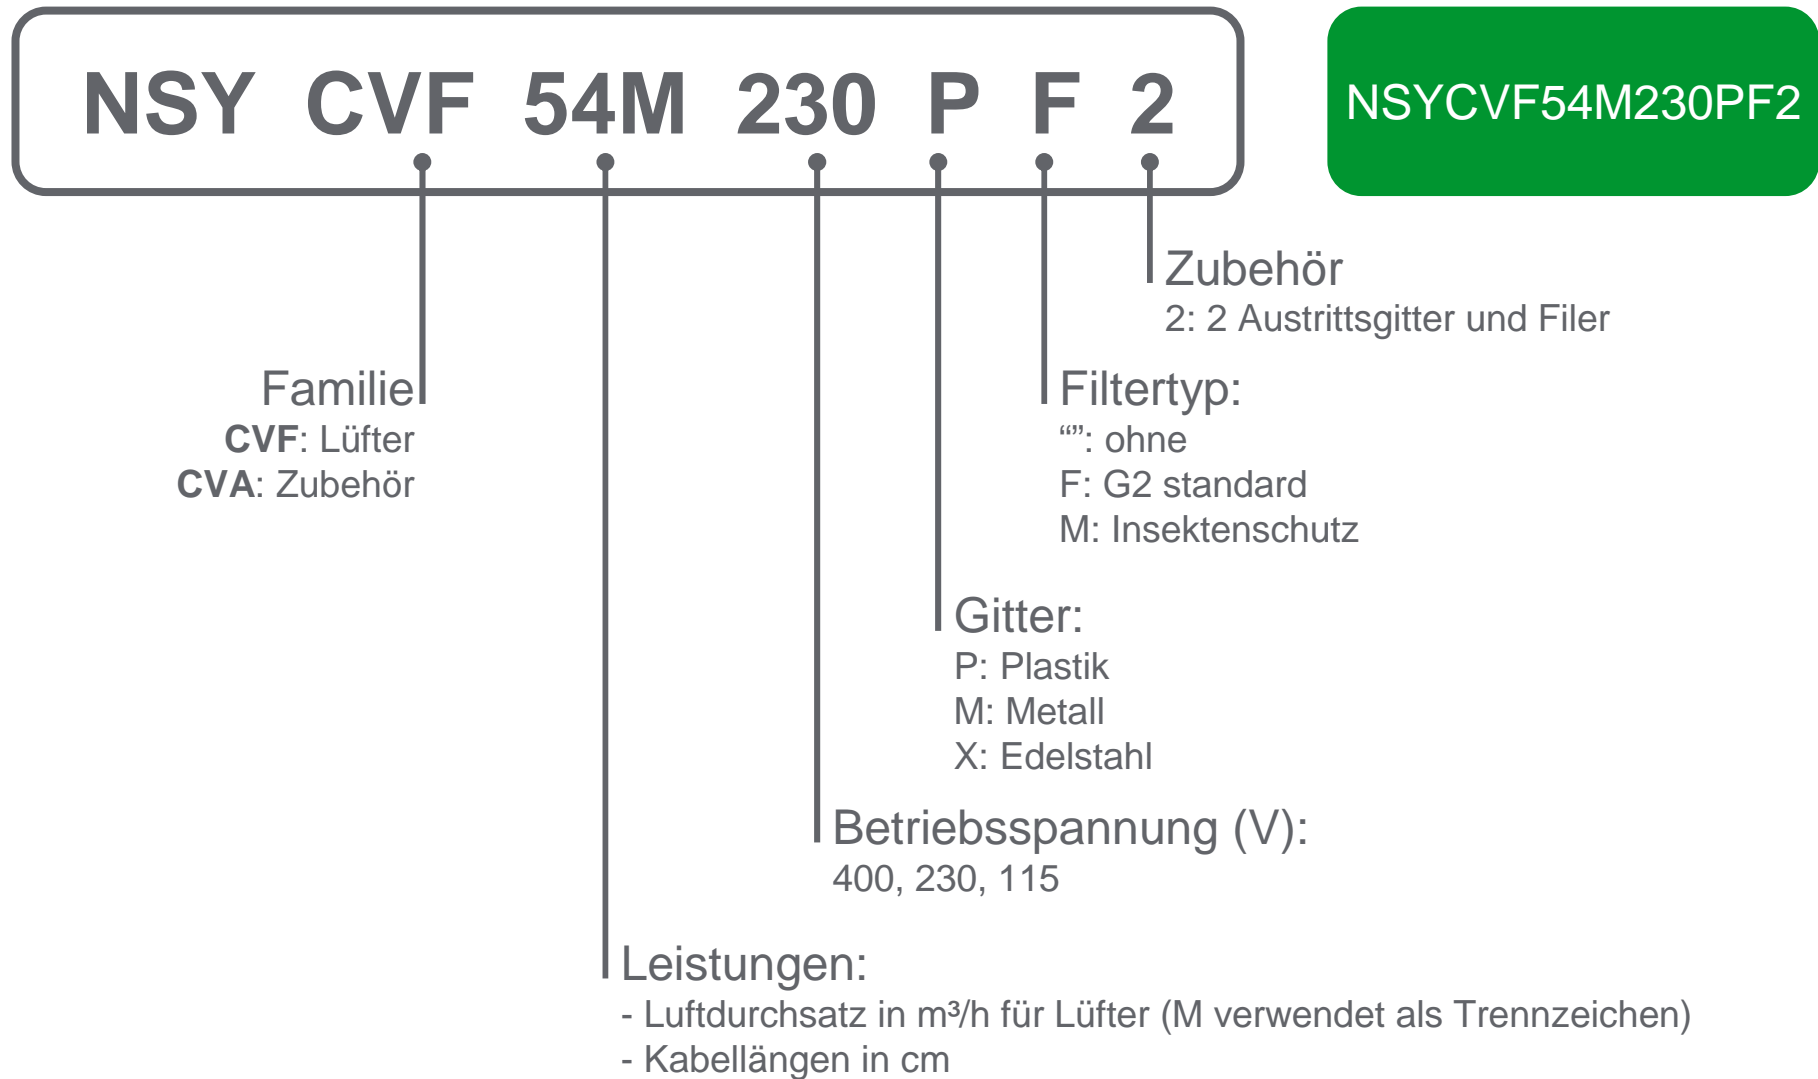 NSY CVF 54M 230 P F 2
NSYCVF54M230PF2
Zubehör
2: 2 Austrittsgitter und Filer
Familie
CVF: Lüfter
CVA: Zubehör
Filtertyp:
“”: ohne
F: G2 standard
M: Insektenschutz
Gitter:
P: Plastik
M: Metall
X: Edelstahl
Betriebsspannung (V):
400, 230, 115
Leistungen:
- Luftdurchsatz in m³/h für Lüfter (M verwendet als Trennzeichen)
- Kabellängen in cm